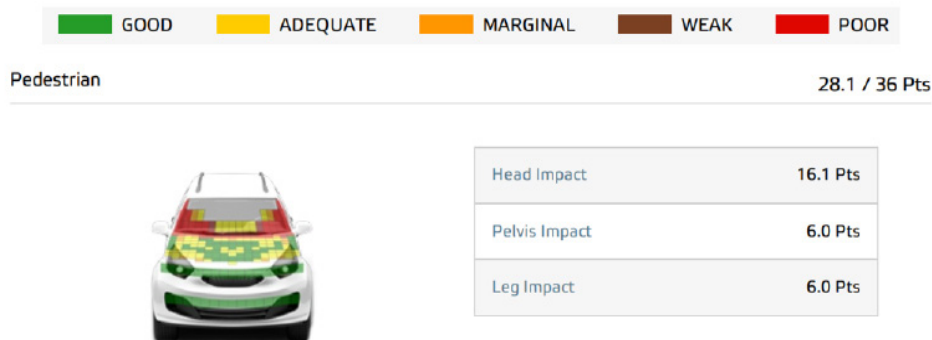 GOOD ADEQUATE MARGINAL WEAK POOR
Pedestrian 28.1 / 36 Pts
Head Impact 16.1 Pts
Pelvis Impact 6.0 Pts
Leg Impact 6.0 Pts